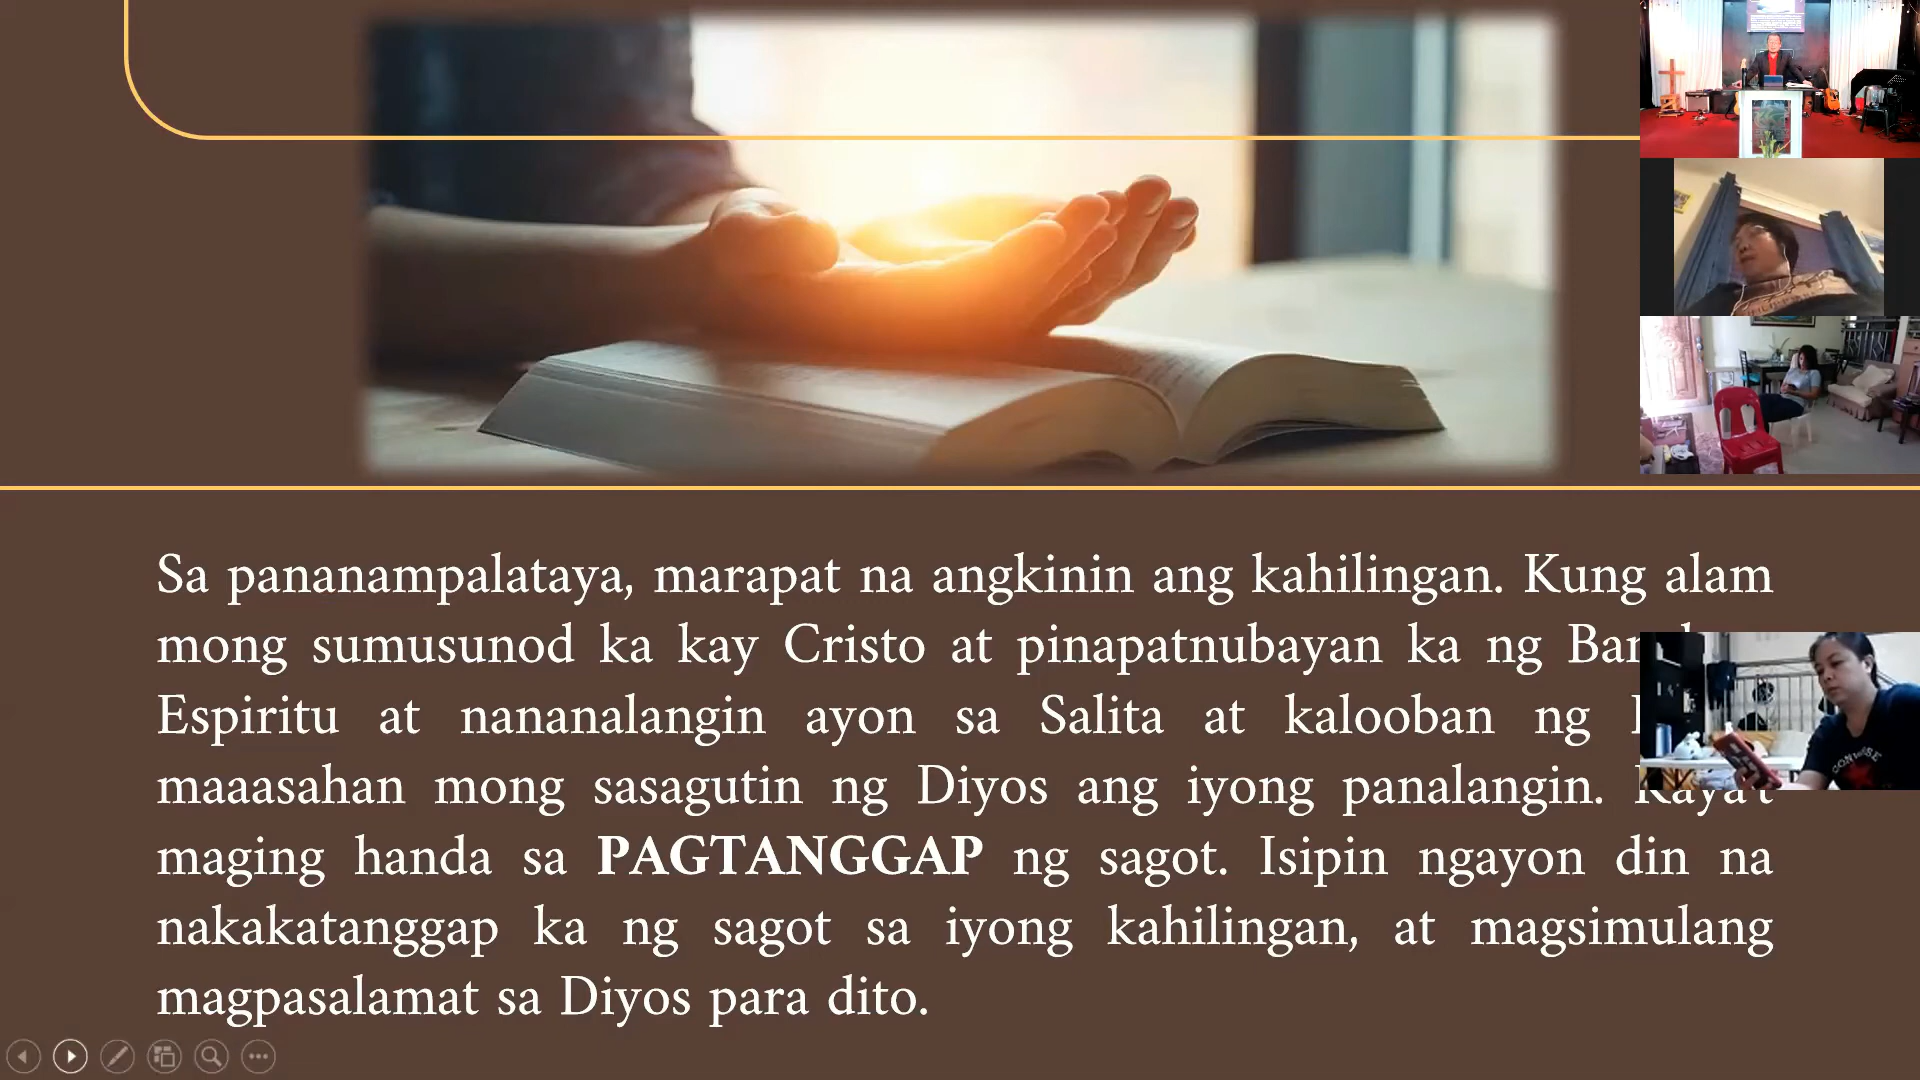 Sa pananampalataya, marapat na angkinin ang kahilingan. Kung alam
mong sumusunod ka kay Cristo at pinapatnubayan ka ng
Espiritu at nananalangin ayon sa Salita at kalooban ng
maaasahan mong sasagutin ng Diyos ang iyong panalangin. Kaya't
maging handa sa PAGTANGGAP ng sagot. Isipin ngayon din na
nakakatanggap ka ng sagot sa iyong kahilingan, at magsimulang
magpasalamat sa Diyos para dito.
CONVERSE